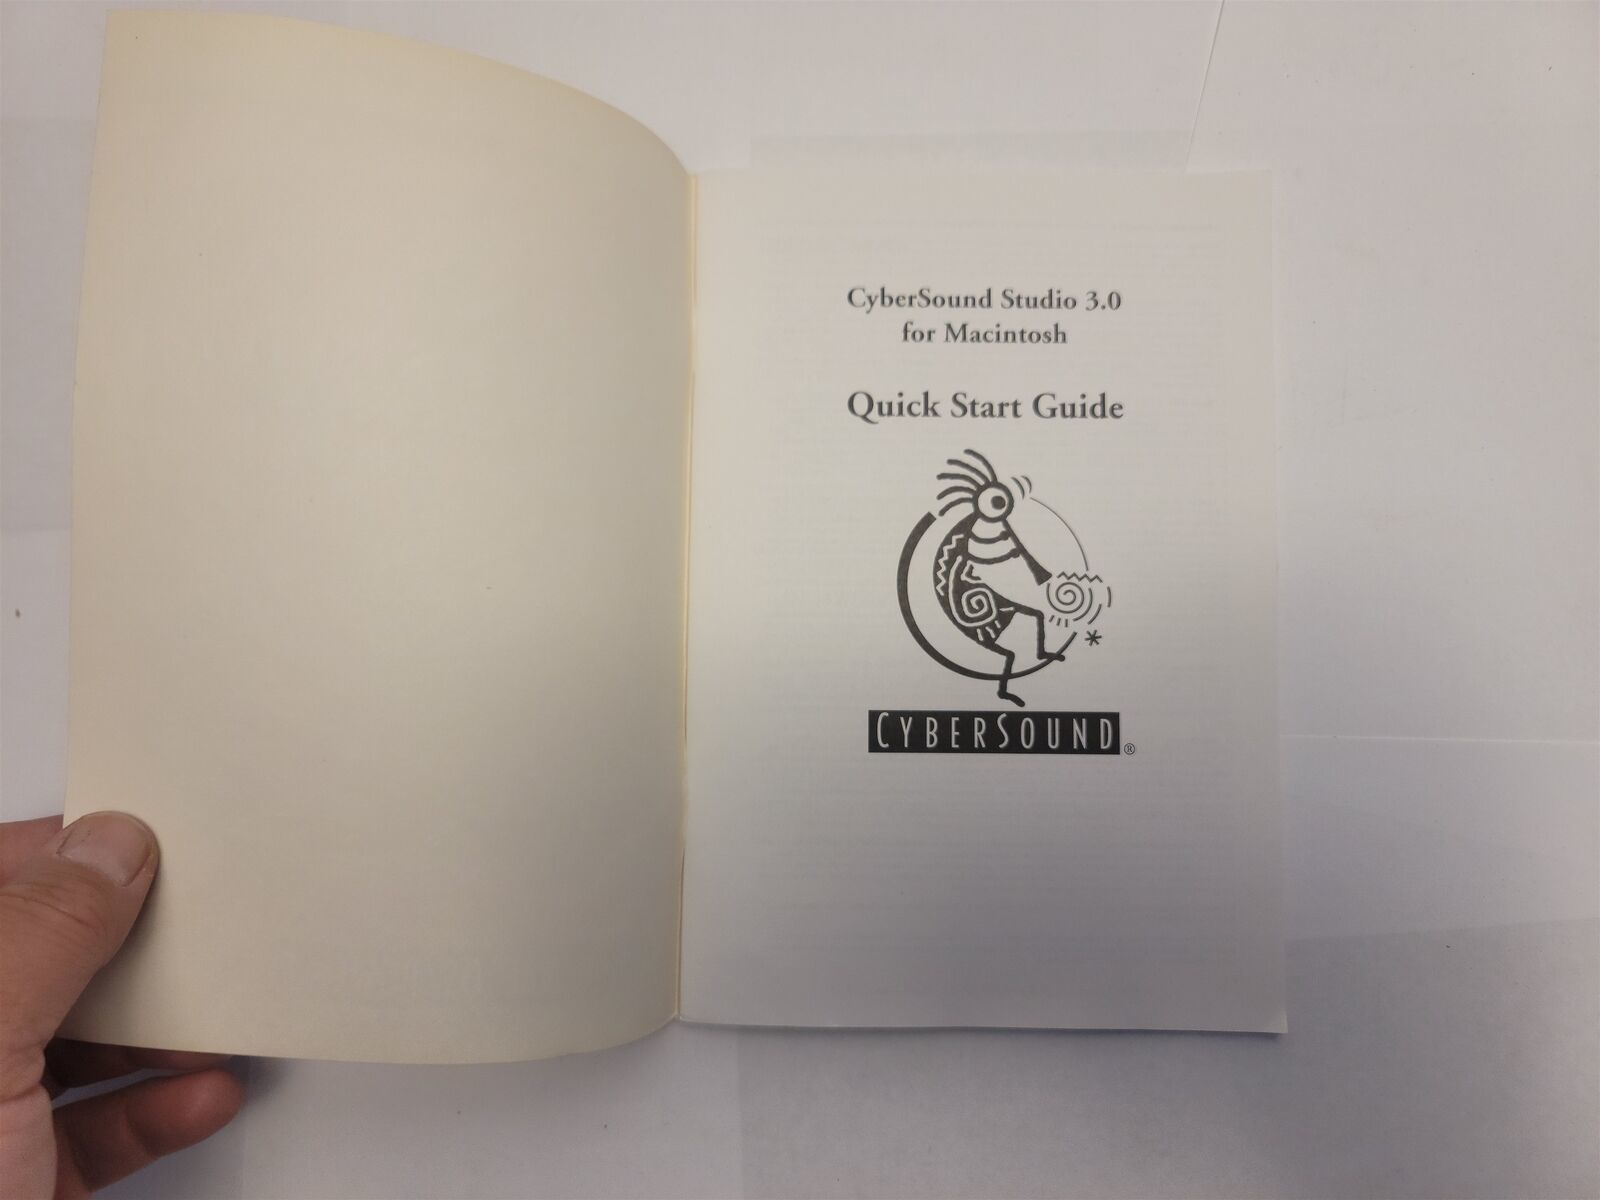 CyberSound Studio 3.0
for Macintosh
Quick Start Guide
CYBERSOUND®